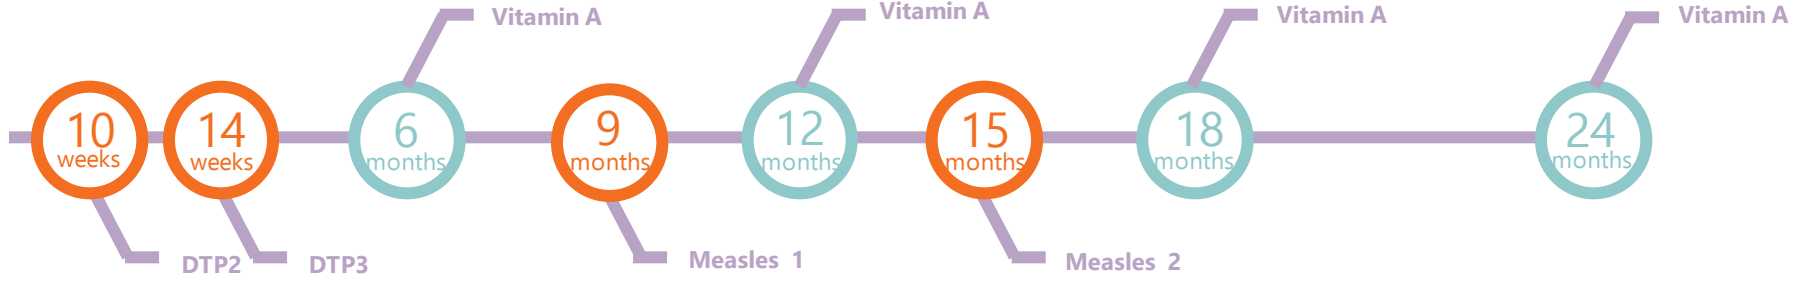 Vitamin A
Vitamin A
Vitamin A
Vitamin A
10
weeks
14
weeks
6
months
9
months
12
months
15
months
18
months
24
months
DTP2
DTP3
Measles 1
Measles 2